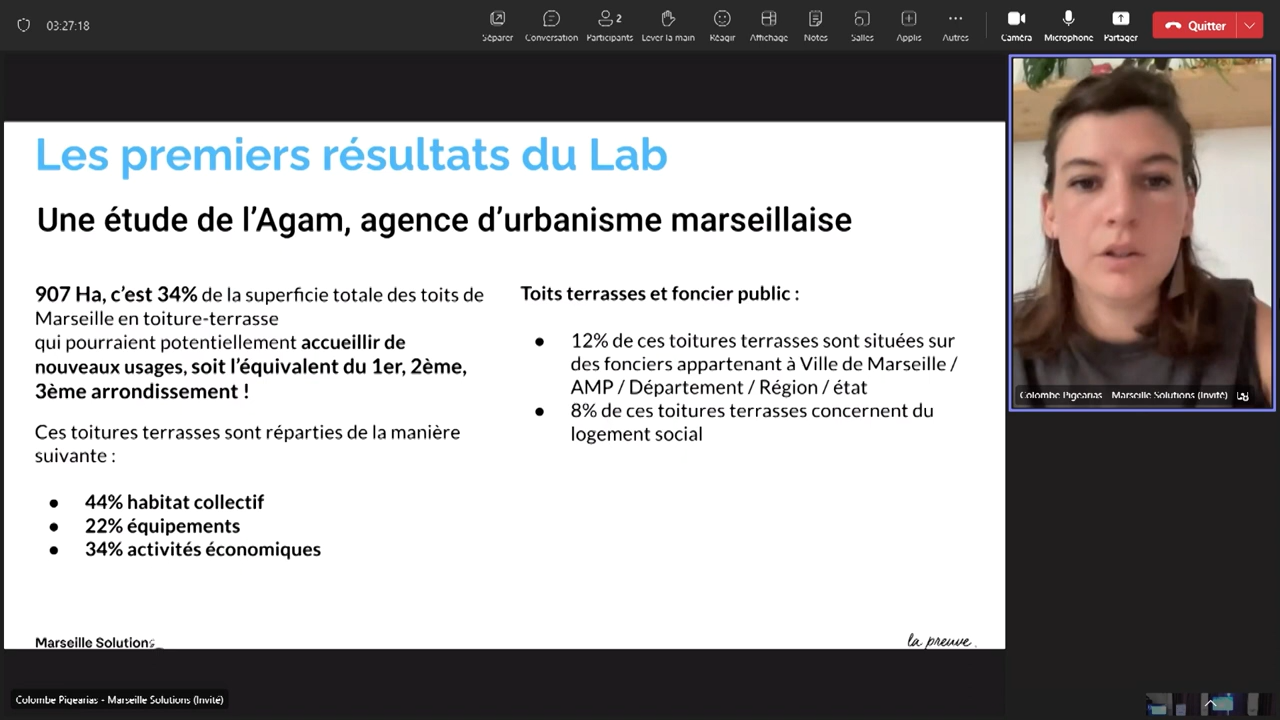 03:27:18
Séparer
Conversation
2
Participants
Lever la main
Réagir
Affichage
Notes
Salles
Applis
Autres
Caméra
Microphone
Partager
Quitter
Les premiers résultats du Lab
Une étude de l’Agam, agence d’urbanisme marseillaise
907 Ha, c’est 34% de la superficie totale des toits de
Marseille en toiture-terrasse
qui pourraient potentiellement accueillir de
nouveaux usages, soit l’équivalent du 1er, 2ème,
3ème arrondissement !
Ces toitures terrasses sont réparties de la manière
suivante :
● 44% habitat collectif
● 22% équipements
● 34% activités économiques
Toits terrasses et foncier public :
● 12% de ces toitures terrasses sont situées sur
des fonciers appartenant à Ville de Marseille /
AMP / Département / Région / état
● 8% de ces toitures terrasses concernent du
logement social
Marseille Solutions_
la preuve.
Colombe Pigearias - Marseille Solutions (Invité)
Colombe Pigearias - Marseille Solutions (Invité)